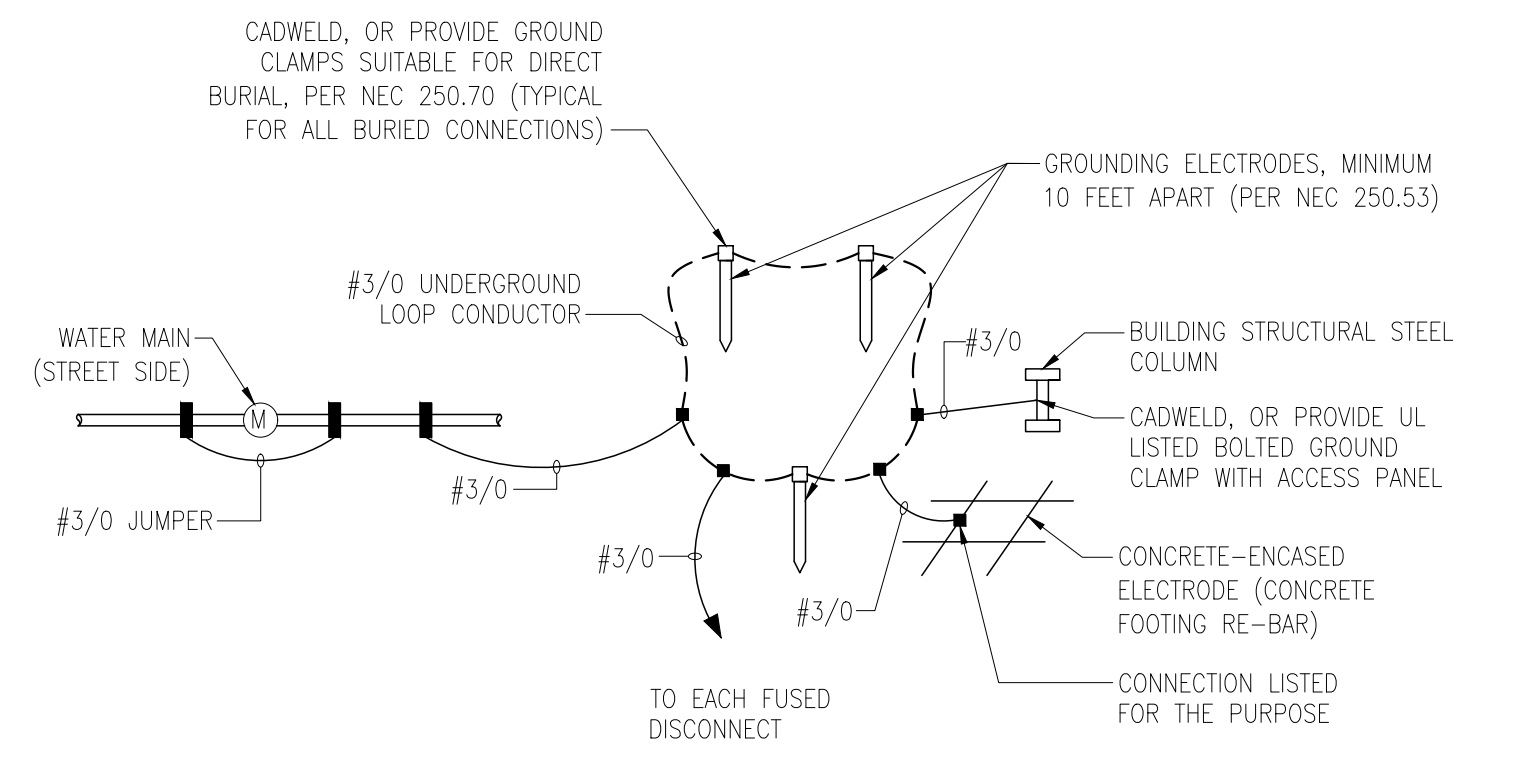 CADWELD, OR PROVIDE GROUND
CLAMPS SUITABLE FOR DIRECT
BURIAL, PER NEC 250.70 (TYPICAL
FOR ALL BURIED CONNECTIONS)
GROUNDING ELECTRODES, MINIMUM
10 FEET APART (PER NEC 250.53)
#3/0 UNDERGROUND
LOOP CONDUCTOR
WATER MAIN
(STREET SIDE)
M
#3/0 JUMPER
#3/0
#3/0
BUILDING STRUCTURAL STEEL
COLUMN
CADWELD, OR PROVIDE UL
LISTED BOLTED GROUND
CLAMP WITH ACCESS PANEL
#3/0
#3/0
CONCRETE-ENCASED
ELECTRODE (CONCRETE
FOOTING RE-BAR)
TO EACH FUSED
DISCONNECT
CONNECTION LISTED
FOR THE PURPOSE